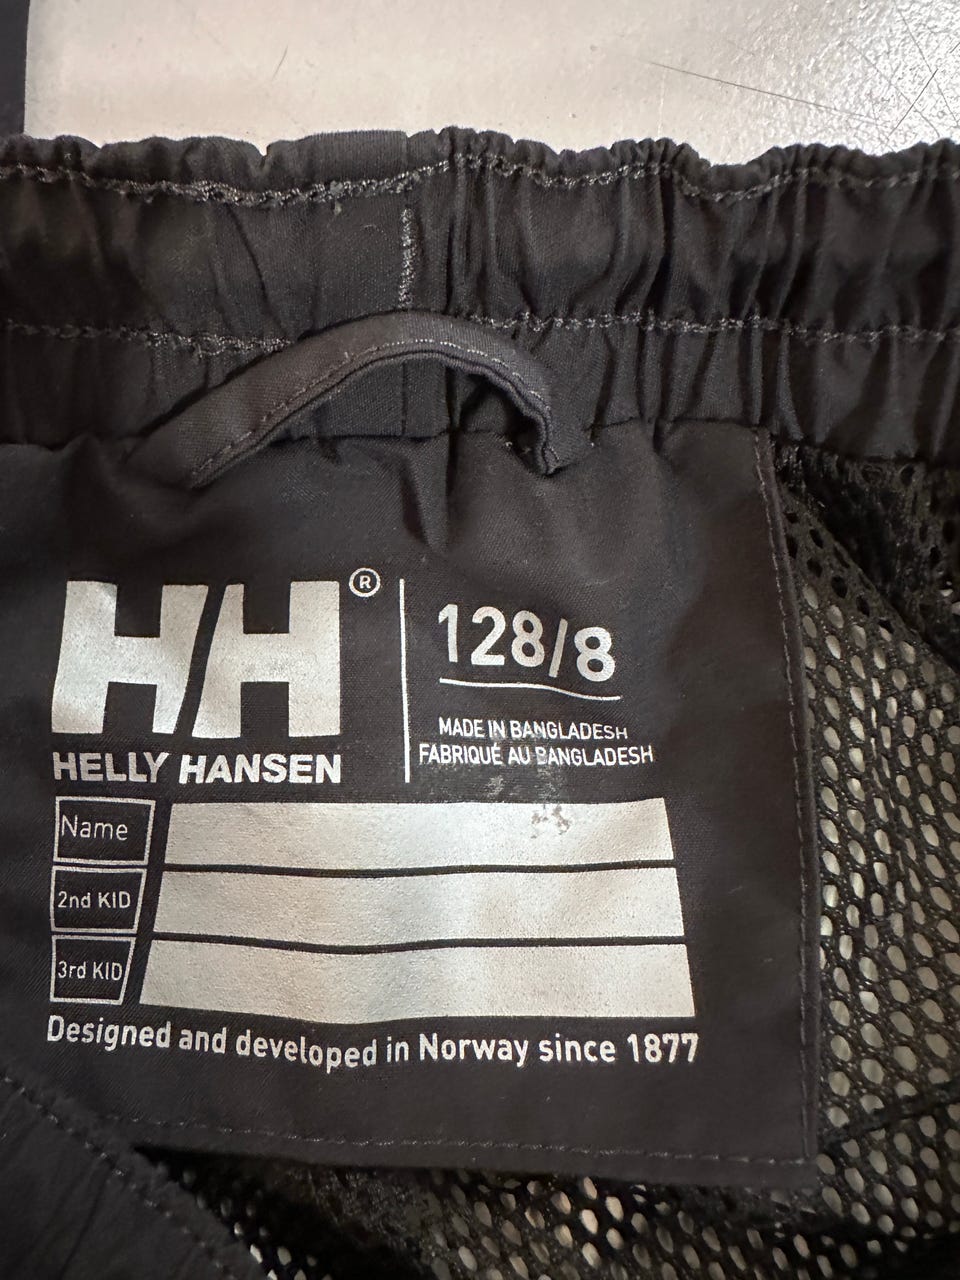 HH®
HELLY HANSEN
128/8
MADE IN BANGLADESH
FABRIQUÉ AU BANGLADESH
Name
2nd KID
3rd KID
Designed and developed in Norway since 1877